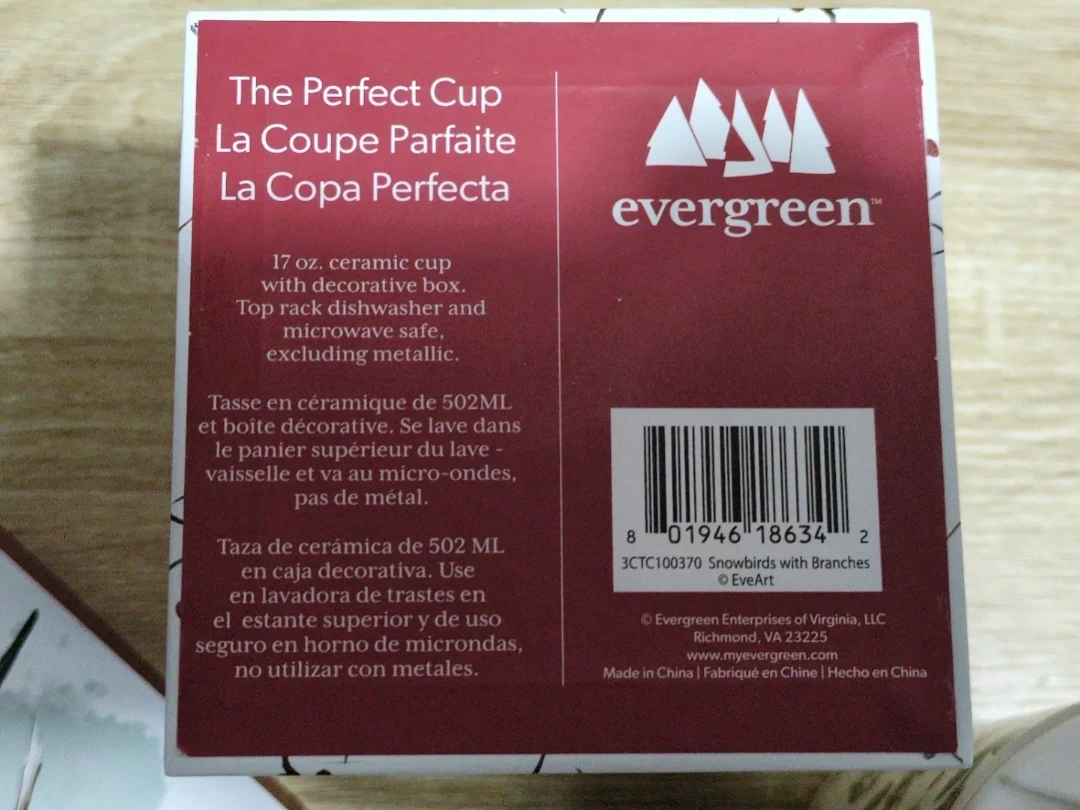 The Perfect Cup
La Coupe Parfaite
La Copa Perfecta
17 oz. ceramic cup
with decorative box.
Top rack dishwasher and
microwave safe,
excluding metallic.
Tasse en céramique de 502ML
et boîte décorative. Se lave dans
le panier supérieur du lave -
vaisselle et va au micro-ondes,
pas de métal.
Taza de cerámica de 502 ML
en caja decorativa. Use
en lavadora de trastes en
el estante superior y de uso
seguro en horno de microndas,
no utilizar con metales.
evergreen™
8 01946 18634 2
3CTC100370 Snowbirds with Branches
© EveArt
© Evergreen Enterprises of Virginia, LLC
Richmond, VA 23225
www.myevergreen.com
Made in China | Fabriqué en Chine | Hecho en China